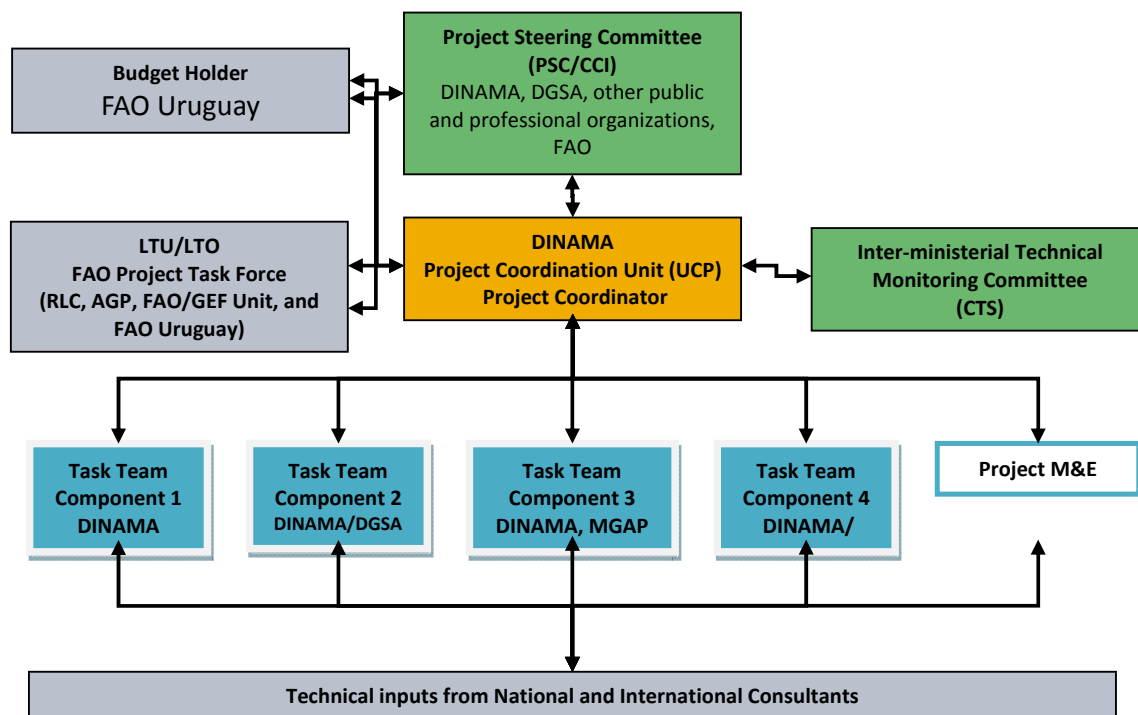 Budget Holder
FAO Uruguay
Project Steering Committee
(PSC/CCI)
DINAMA, DGSA, other public
and professional organizations,
FAO
LTU/LTO
FAO Project Task Force
(RLC, AGP, FAO/GEF Unit, and
FAO Uruguay)
DINAMA
Project Coordination Unit (UCP)
Project Coordinator
Inter-ministerial Technical
Monitoring Committee
(CTS)
Task Team
Component 1
DINAMA
Task Team
Component 2
DINAMA/DGSA
Task Team
Component 3
DINAMA, MGAP
Task Team
Component 4
DINAMA/
Project M&E
Technical inputs from National and International Consultants